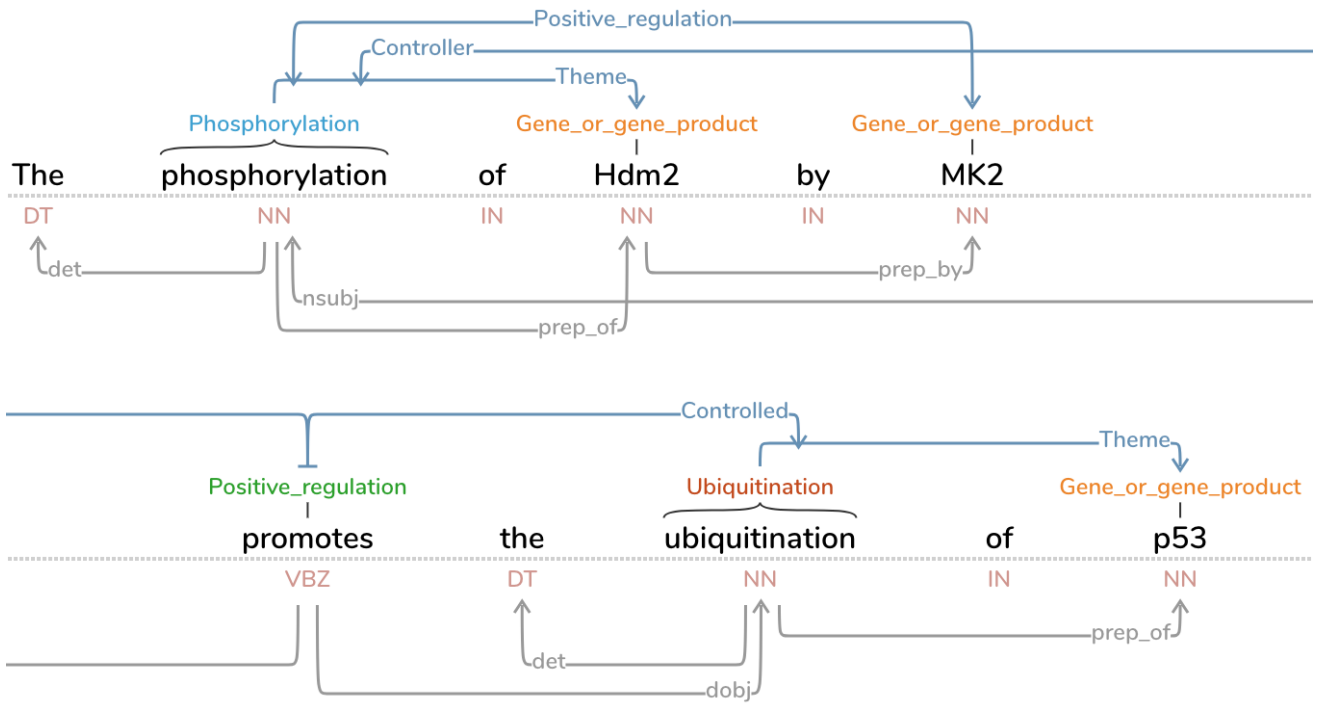 Positive_regulation
Controller
Theme
Phosphorylation Gene_or_gene_product Gene_or_gene_product
The phosphorylation of Hdm2 by MK2
DT NN IN NN IN NN
det prep_by
nsubj
prep_of
Controlled
Theme
Positive_regulation Ubiquitination Gene_or_gene_product
promotes the ubiquitination of p53
VBZ DT NN IN NN
prep_of
det
dobj